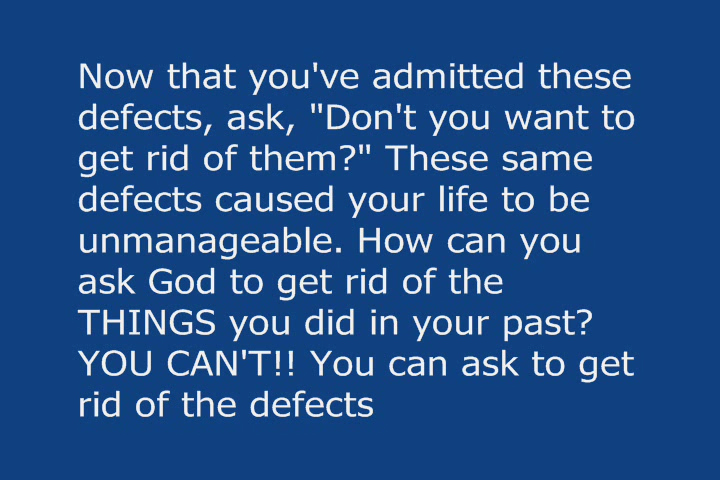 Now that you've admitted these
defects, ask, "Don't you want to
get rid of them?" These same
defects caused your life to be
unmanageable. How can you
ask God to get rid of the
THINGS you did in your past?
YOU CAN'T!! You can ask to get
rid of the defects